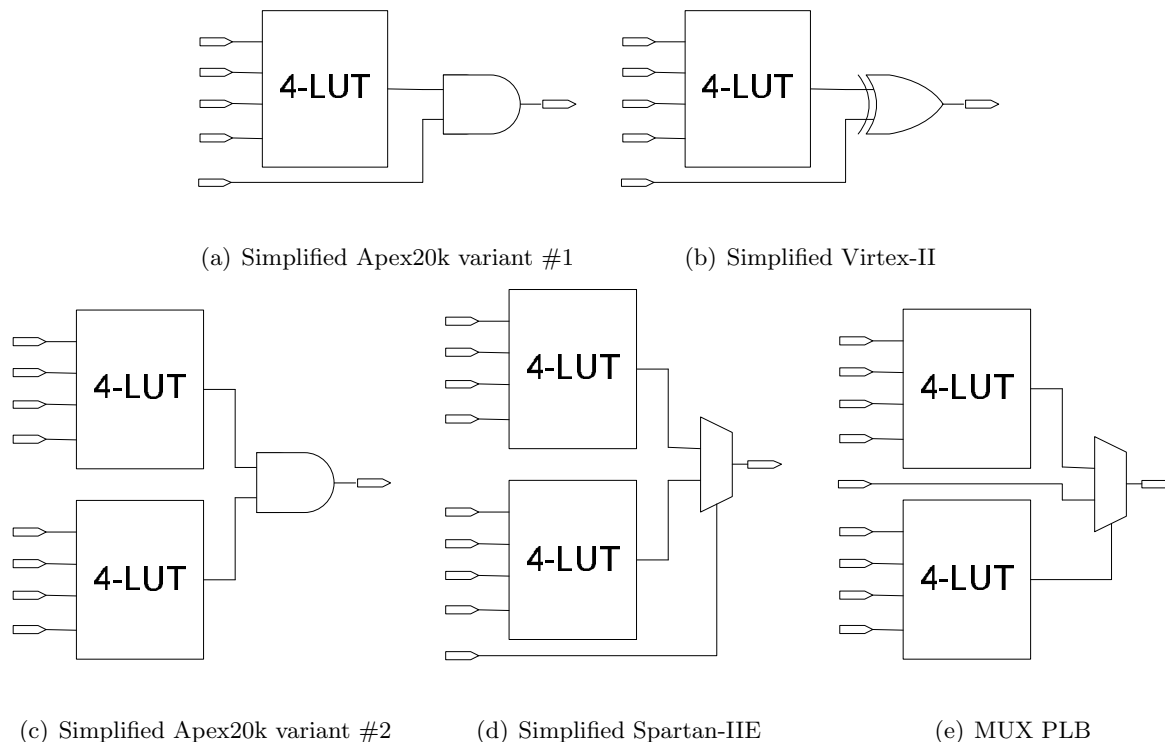 4-LUT
4-LUT
(a) Simplified Apex20k variant #1
(b) Simplified Virtex-II
4-LUT
4-LUT
4-LUT
4-LUT
4-LUT
4-LUT
(c) Simplified Apex20k variant #2
(d) Simplified Spartan-IIE
(e) MUX PLB